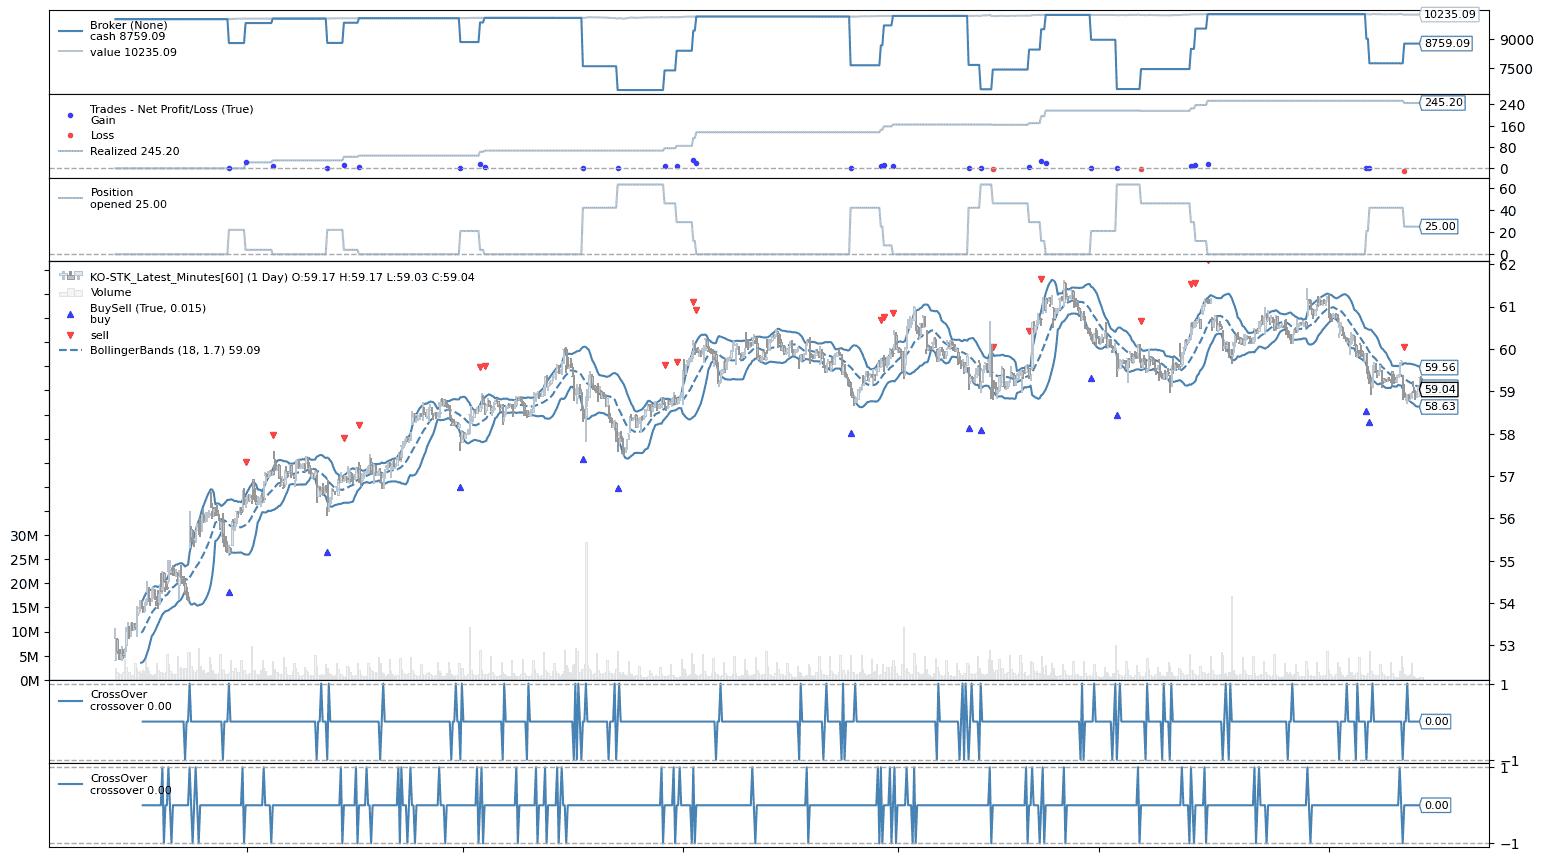 Broker (None)
cash 8759.09
value 10235.09
10235.09
9000
8759.09
7500
Trades - Net Profit/Loss (True)
Gain
Loss
Realized 245.20
245.20
240
160
80
0
Position
opened 25.00
60
40
25.00
20
0
KO-STK_Latest_Minutes[60] (1 Day) O:59.17 H:59.17 L:59.03 C:59.04
Volume
BuySell (True, 0.015)
buy
sell
BollingerBands (18, 1.7) 59.09
62
61
60
59.56
59
59.04
58.63
58
57
56
55
54
53
30M
25M
20M
15M
10M
5M
0M
CrossOver
crossover 0.00
1
0.00
−1
CrossOver
crossover 0.00
1
0.00
−1